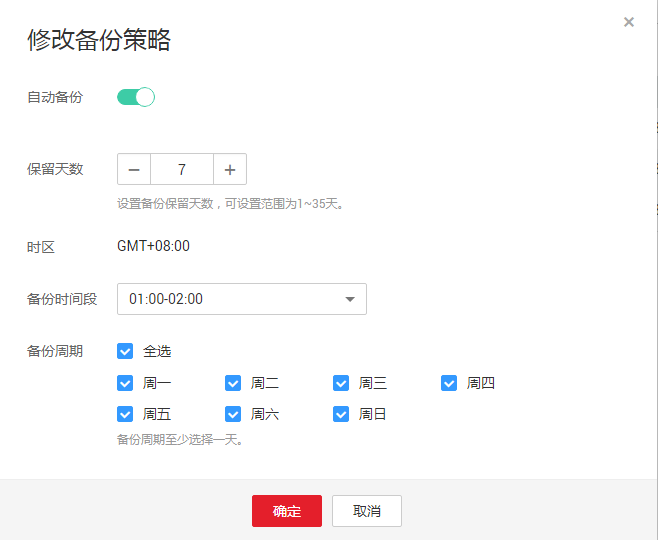 修改备份策略
自动备份
保留天数 7
设置备份保留天数，可设置范围为1~35天。
时区 GMT+08:00
备份时间段 01:00-02:00
备份周期 全选
周一 周二 周三 周四
周五 周六 周日
备份周期至少选择一天。
确定 取消